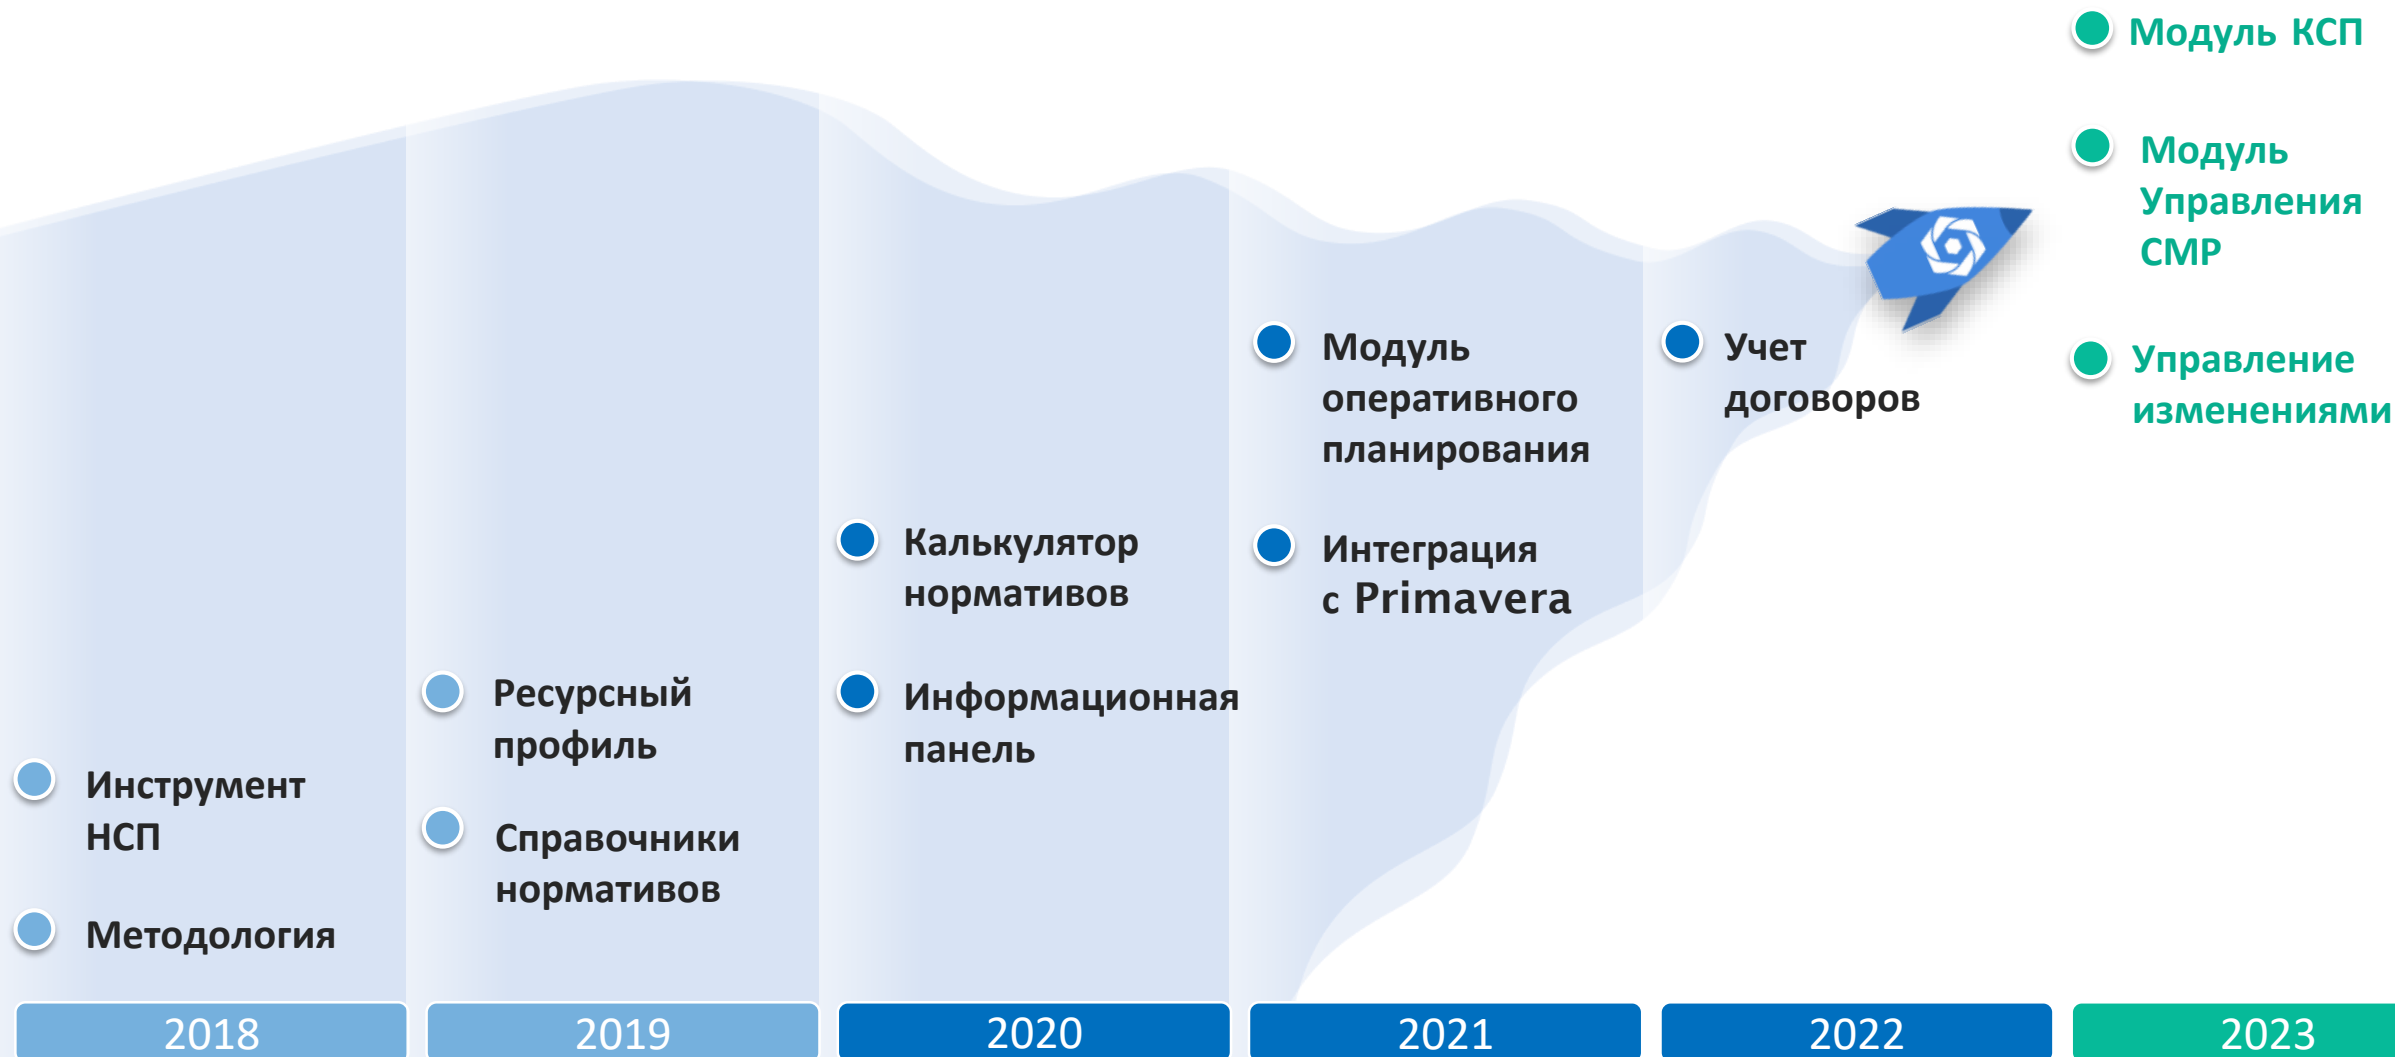 Модуль КСП
Модуль
Управления
СМР
Управление
изменениями
Учет
договоров
Модуль
оперативного
планирования
Интеграция
с Primavera
Калькулятор
нормативов
Информационная
панель
Ресурсный
профиль
Справочники
нормативов
Инструмент
НСП
Методология
2018
2019
2020
2021
2022
2023